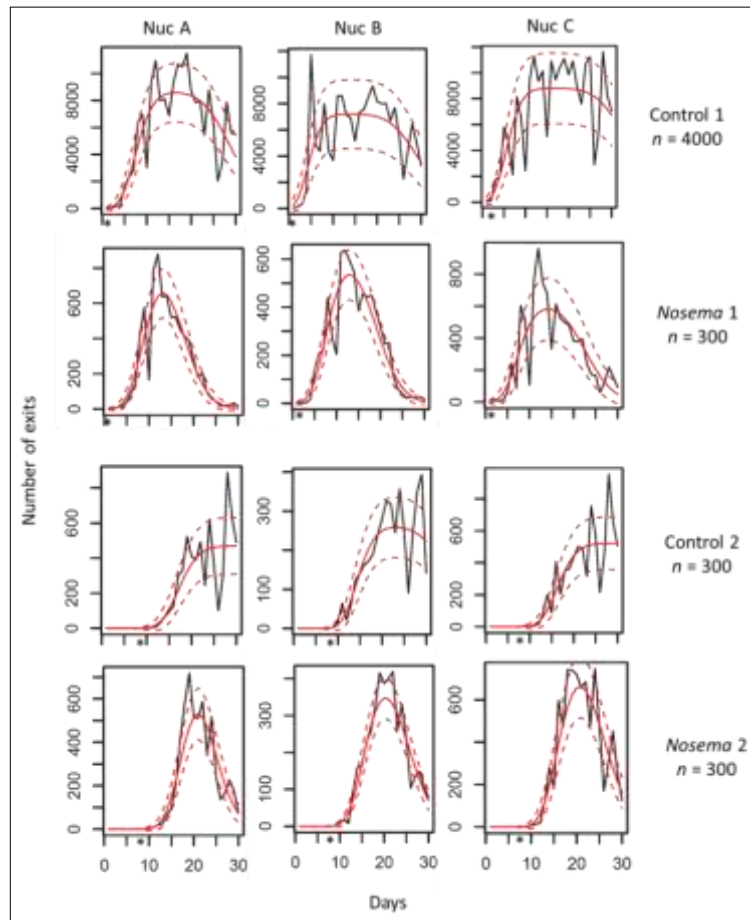 Nuc A Nuc B Nuc C
0 4000 8000
0 4000 8000
0 4000 8000
Control 1
n = 4000
*
*
*
0 200 600
0 200 400 600
0 400 800
Nosema 1
n = 300
*
*
*
Number of exits
0 200 600
0 100 300
0 200 600
Control 2
n = 300
*
*
*
0 200 400 600
0 100 300
0 200 600
Nosema 2
n = 300
*
*
*
0 10 20 30
0 10 20 30
0 10 20 30
Days